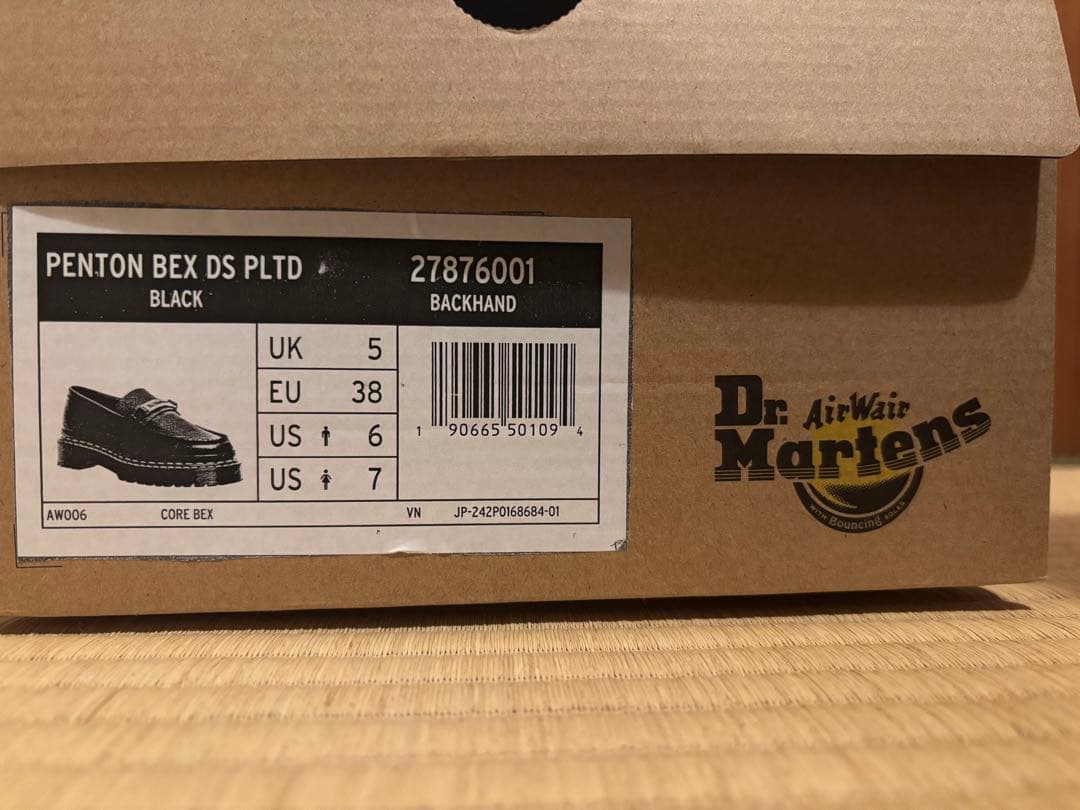 PENTON BEX DS PLTD
BLACK
27876001
BACKHAND
UK 5
EU 38
US 6
US 7
1 90665 50109 4
AW006 CORE BEX VN JP-242P0168684-01
Dr. AirWair
Martens
WITH Bouncing SOLES